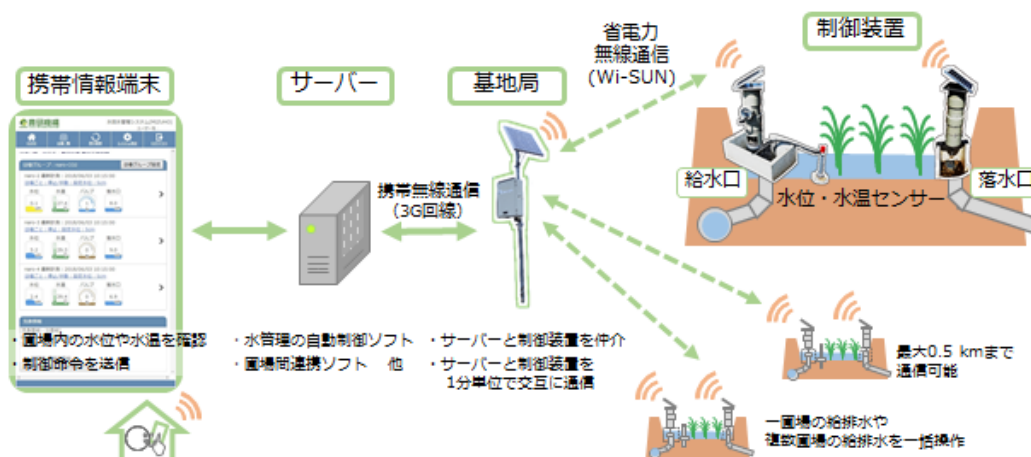 携帯情報端末
サーバー
基地局
省電力
無線通信
(Wi-SUN)
制御装置
給水口
水位・水温センサー
落水口
携帯無線通信
(3G回線)
・圃場内の水位や水温を確認
・制御命令を送信
・水管理の自動制御ソフト
・圃場間連携ソフト 他
・サーバーと制御装置を仲介
・サーバーと制御装置を
1分単位で交互に通信
最大0.5 kmまで
通信可能
一圃場の給排水や
複数圃場の給排水を一括操作